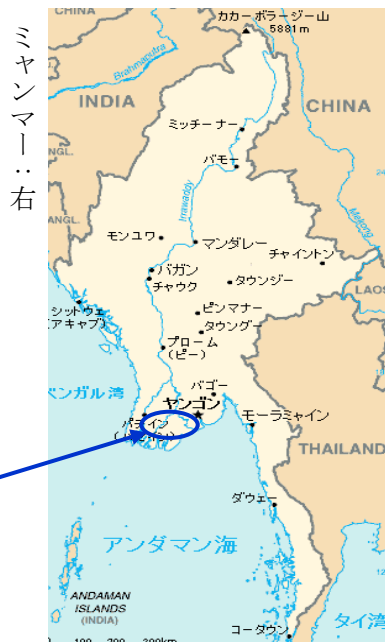 ミャンマー：右
カカーボラージー山
5881m
Brahmaputra
INDIA
CHINA
ミッチーナー
バモー
Irrawaddy
Mekong
モンユワ
マンダレー
チャイントン
バガン
チャウク
タウンジー
LAOS
シットウェ
(アキャブ)
ピンマナー
タウングー
プローム
(ピー)
ベンガル湾
バゴー
ヤンゴン
モーラミャイン
THAILAND
ダウェー
アンダマン海
ANDAMAN
ISLANDS
(INDIA)
タイ湾
コータウン